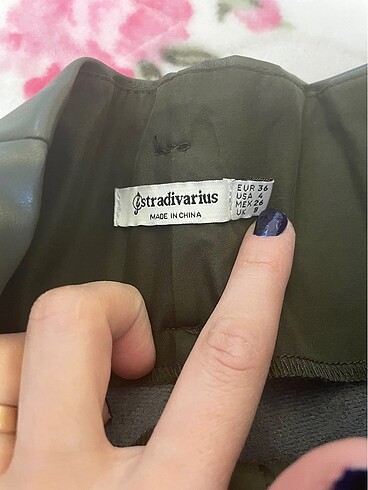 stradivarius
MADE IN CHINA
EUR 36
USA 4
MEX 26
UK 8